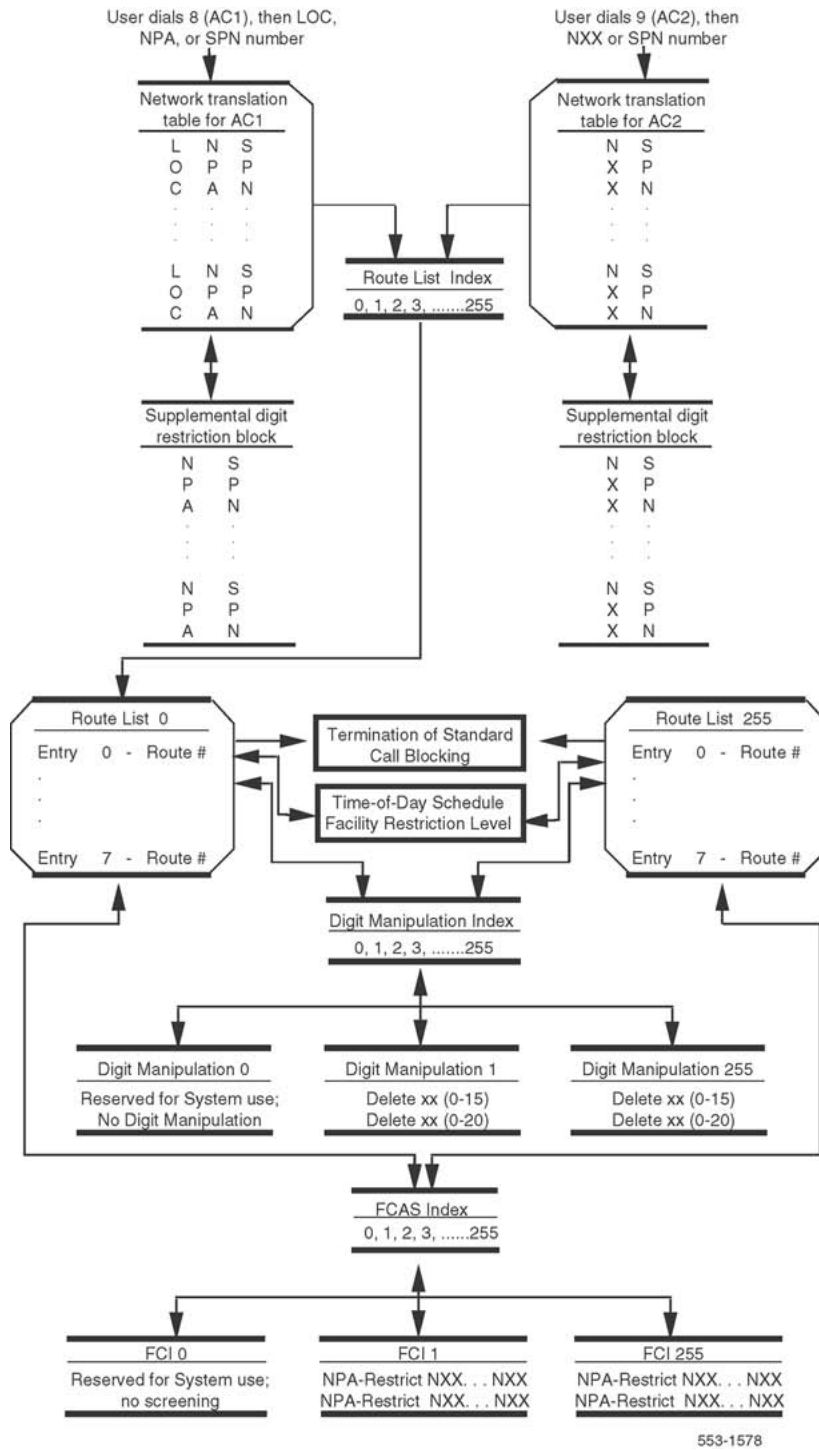 User dials 8 (AC1), then LOC,
NPA, or SPN number
User dials 9 (AC2), then
NXX or SPN number
Network translation
table for AC1
L N S
O P P
C A N
. . .
. . .
. . .
L N S
O P P
C A N
Network translation
table for AC2
N S
X P
X N
. .
. .
. .
N S
X P
X N
Route List Index
0, 1, 2, 3, .......255
Supplemental digit
restriction block
N S
P P
A N
. .
. .
. .
N S
P P
A N
Supplemental digit
restriction block
N S
X P
X N
. .
. .
. .
N S
X P
X N
Route List 0
Entry 0 - Route #
.
.
.
Entry 7 - Route #
Termination of Standard
Call Blocking
Time-of-Day Schedule
Facility Restriction Level
Route List 255
Entry 0 - Route #
.
.
.
Entry 7 - Route #
Digit Manipulation Index
0, 1, 2, 3, .......255
Digit Manipulation 0
Reserved for System use;
No Digit Manipulation
Digit Manipulation 1
Delete xx (0-15)
Delete xx (0-20)
Digit Manipulation 255
Delete xx (0-15)
Delete xx (0-20)
FCAS Index
0, 1, 2, 3, ......255
FCI 0
Reserved for System use;
no screening
FCI 1
NPA-Restrict NXX. . . NXX
NPA-Restrict NXX. . . NXX
FCI 255
NPA-Restrict NXX. . . NXX
NPA-Restrict NXX. . . NXX
553-1578